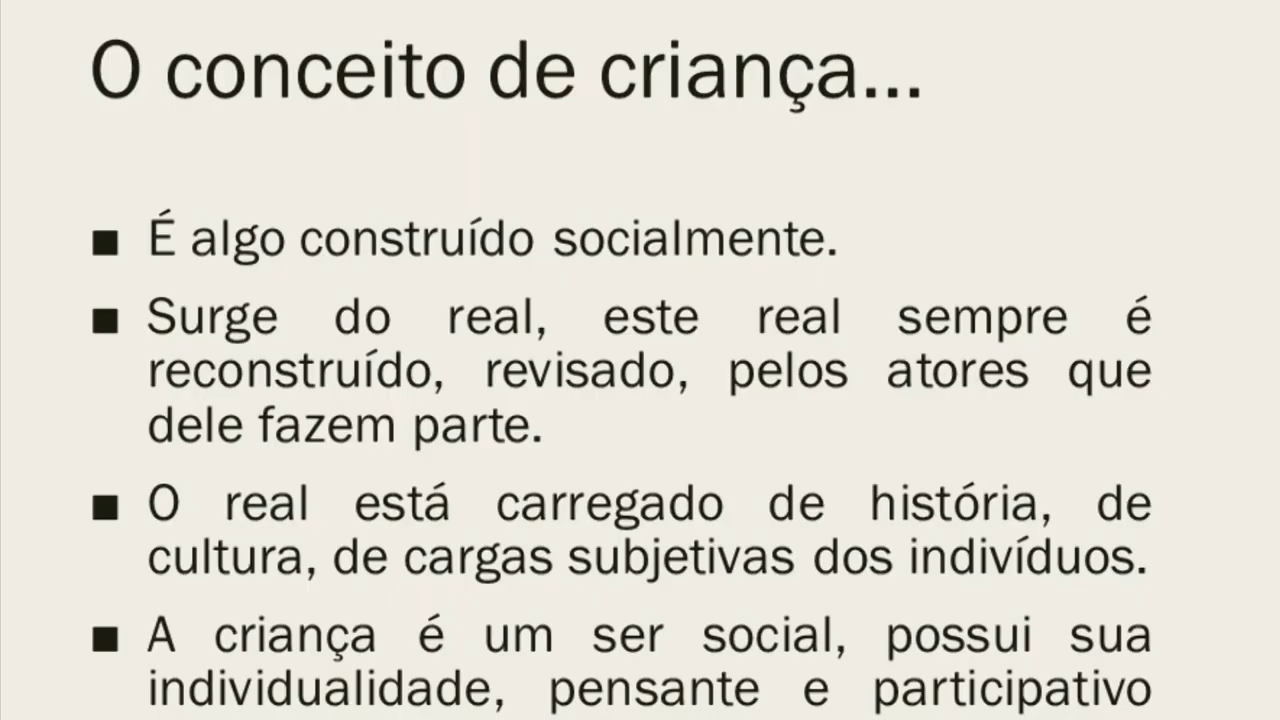 O conceito de criança...
■ É algo construído socialmente.
■ Surge do real, este real sempre é
reconstruído, revisado, pelos atores que
dele fazem parte.
■ O real está carregado de história, de
cultura, de cargas subjetivas dos indivíduos.
■ A criança é um ser social, possui sua
individualidade, pensante e participativo